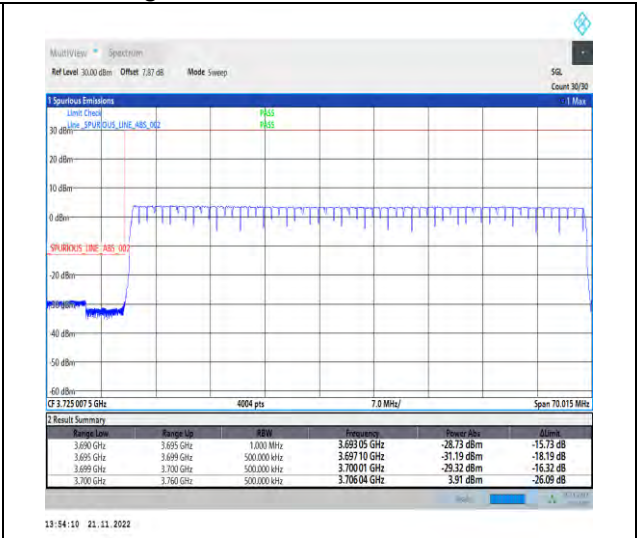 MultiView Spectrum
Ref Level 30.00 dBm Offset 7.87 dB Mode Sweep SGL
Count 30/30
1 Spurious Emissions 1 Max
Limit Check PASS
Line _SPURIOUS_LINE_ABS_002 PASS
30 dBm
20 dBm
10 dBm
0 dBm
_SPURIOUS_LINE_ABS_002
-20 dBm
-30 dBm
-40 dBm
-50 dBm
-60 dBm
CF 3.725 007 5 GHz 4004 pts 7.0 MHz/ Span 70.015 MHz
2 Result Summary
Range Low Range Up RBW Frequency Power Abs ΔLimit
3.690 GHz 3.695 GHz 1.000 MHz 3.693 05 GHz -28.73 dBm -15.73 dB
3.695 GHz 3.699 GHz 500.000 kHz 3.697 10 GHz -31.19 dBm -18.19 dB
3.699 GHz 3.700 GHz 500.000 kHz 3.700 01 GHz -29.32 dBm -16.32 dB
3.700 GHz 3.760 GHz 500.000 kHz 3.706 04 GHz 3.91 dBm -26.09 dB
13:54:10 21.11.2022